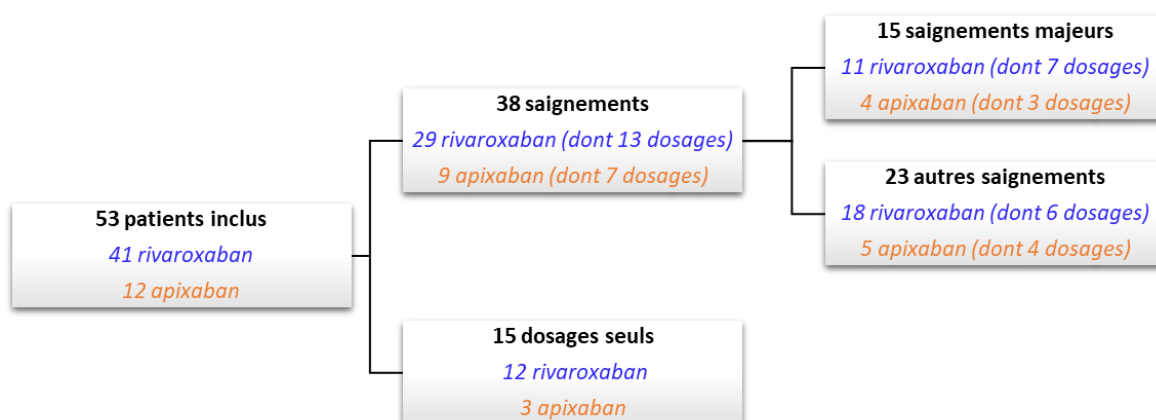 53 patients inclus
41 rivaroxaban
12 apixaban
38 saignements
29 rivaroxaban (dont 13 dosages)
9 apixaban (dont 7 dosages)
15 dosages seuls
12 rivaroxaban
3 apixaban
15 saignements majeurs
11 rivaroxaban (dont 7 dosages)
4 apixaban (dont 3 dosages)
23 autres saignements
18 rivaroxaban (dont 6 dosages)
5 apixaban (dont 4 dosages)